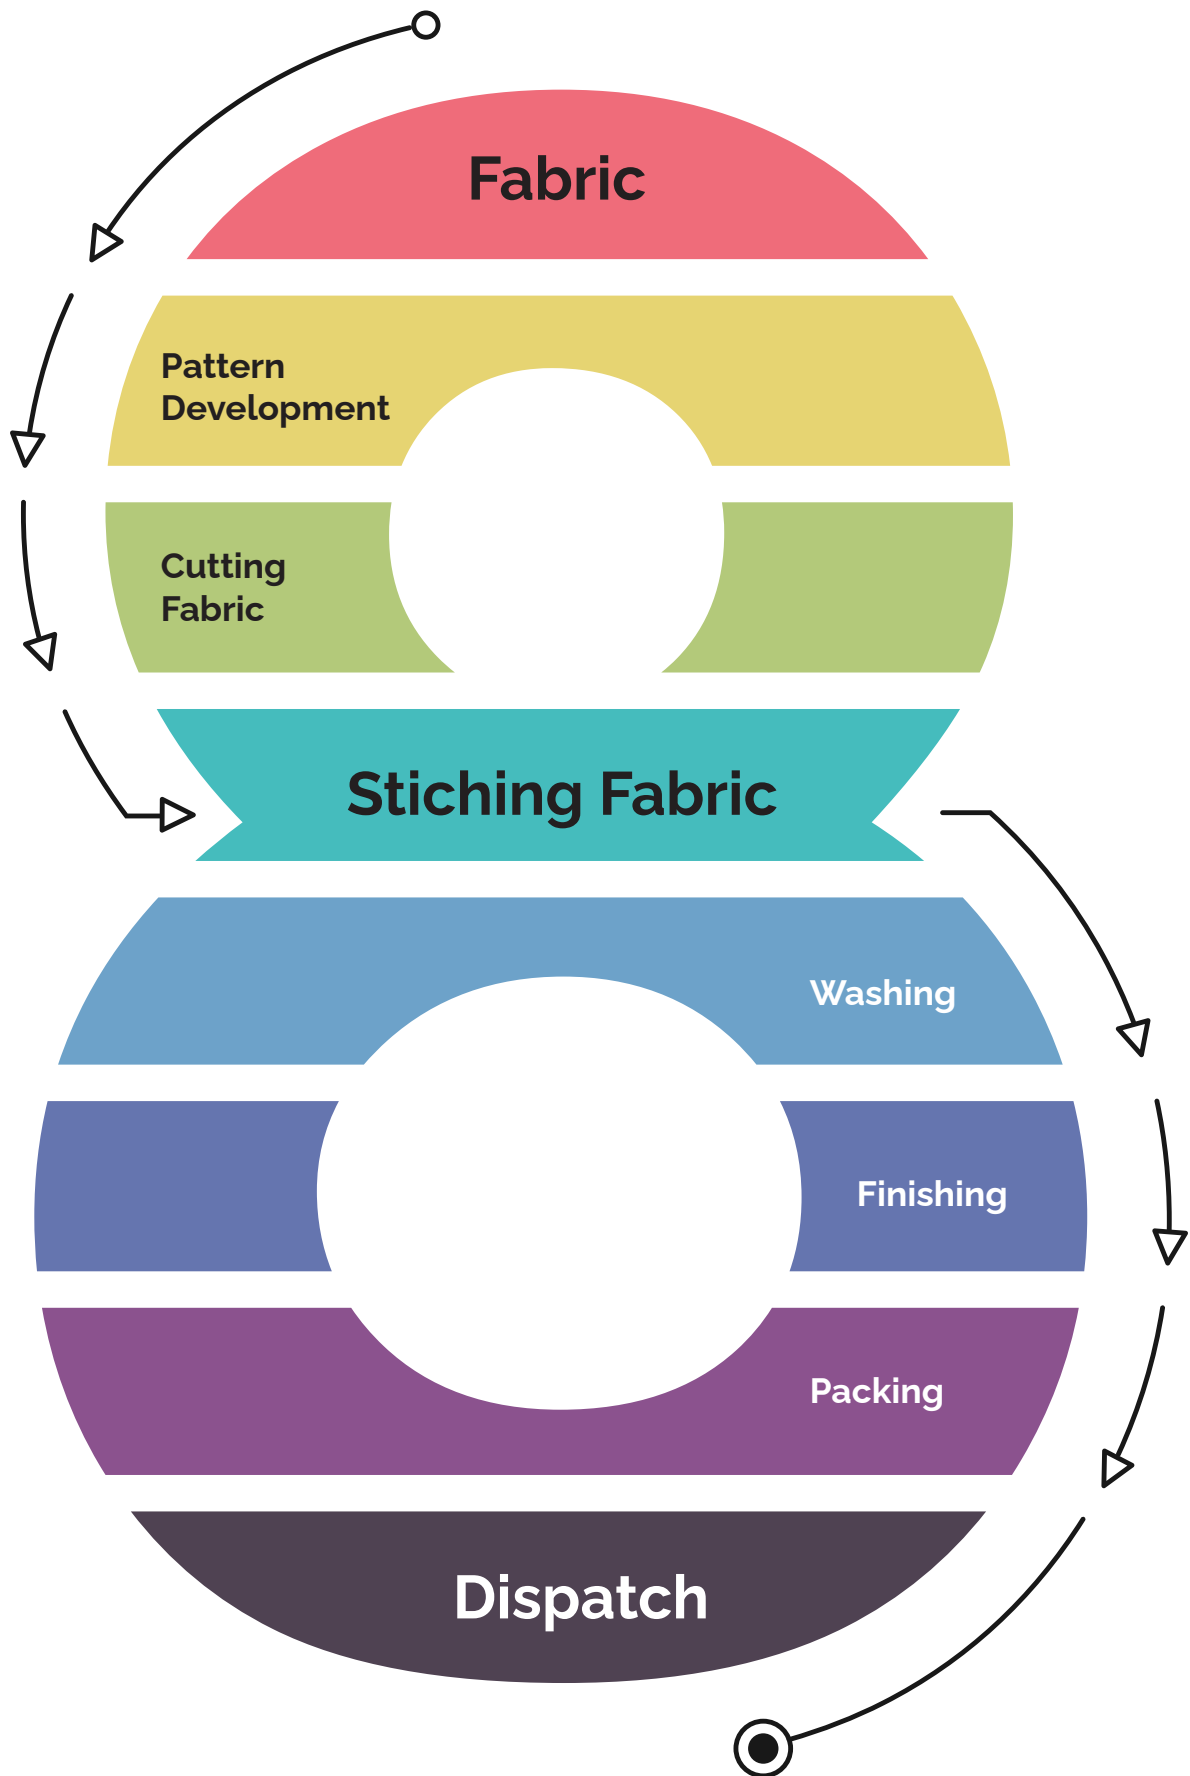 Fabric
Pattern
Development
Cutting
Fabric
Stiching Fabric
Washing
Finishing
Packing
Dispatch